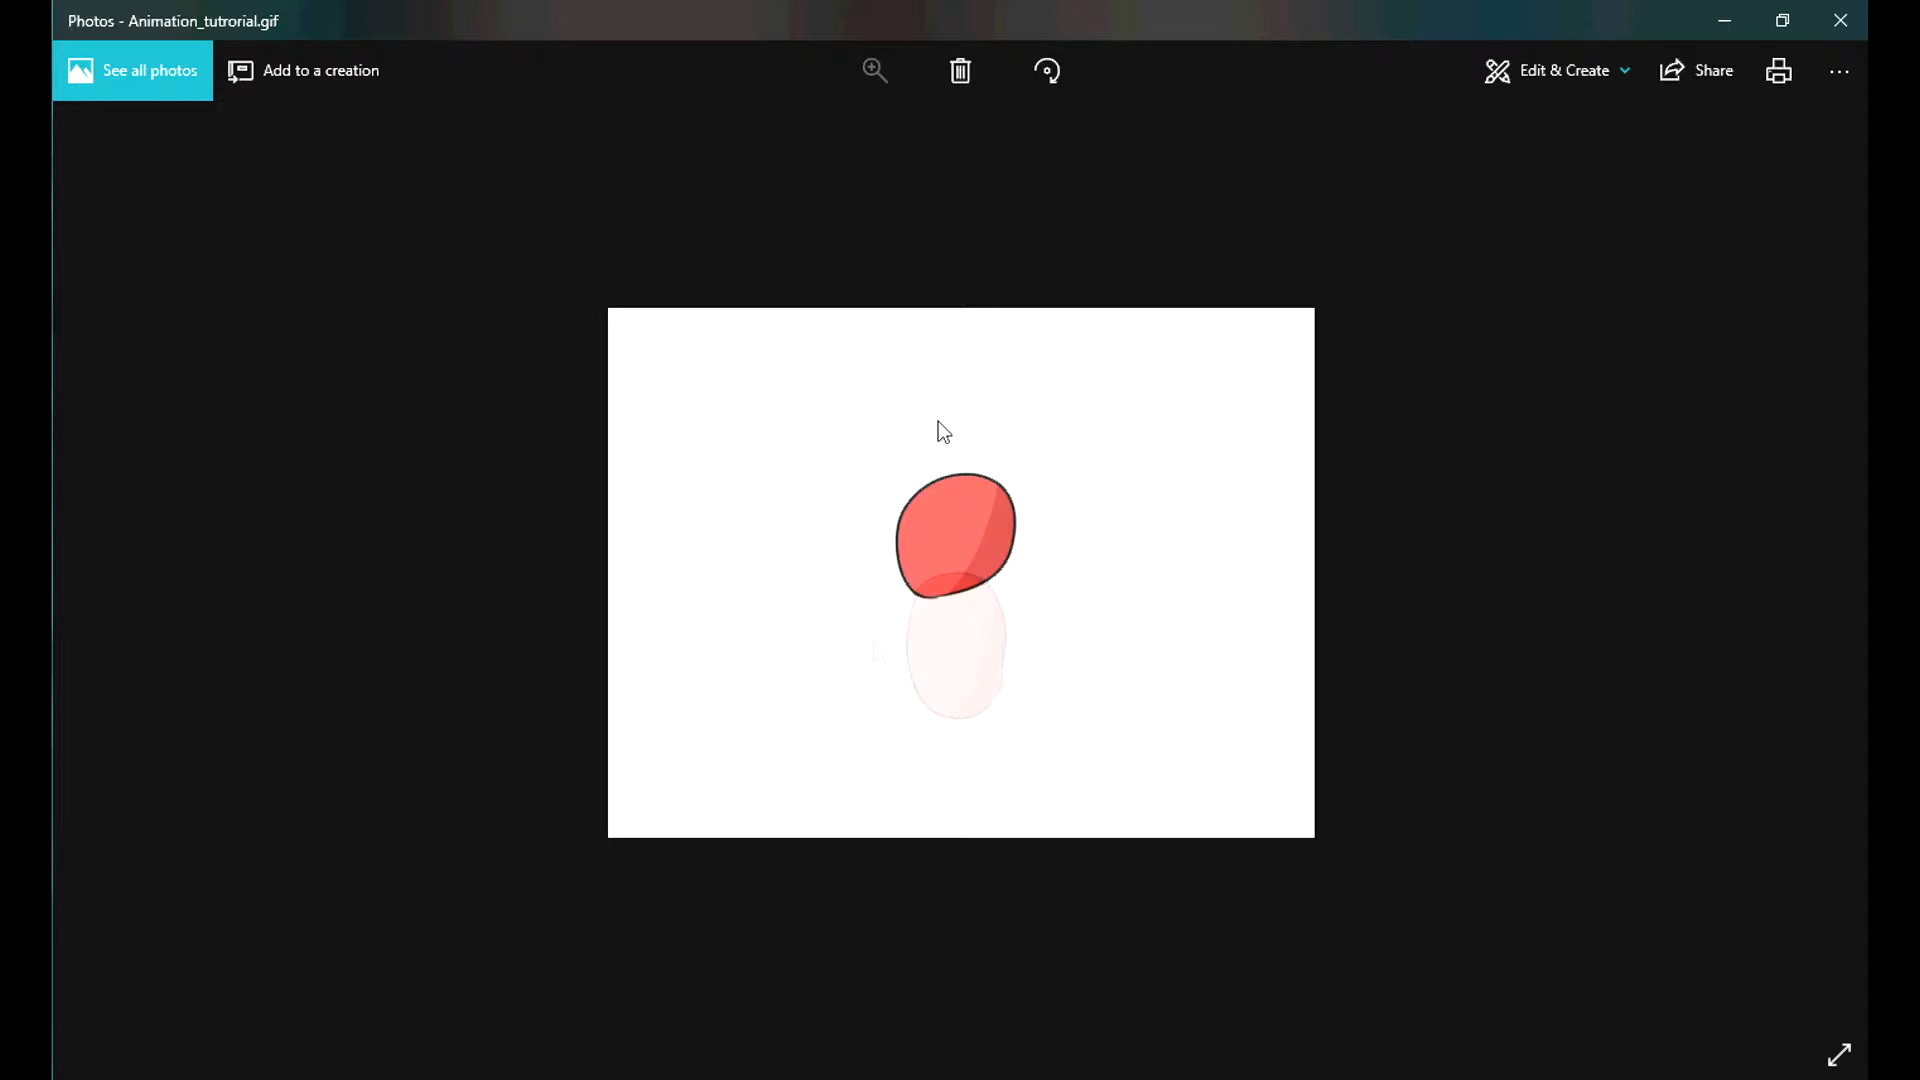 Photos - Animation_tutrorial.gif
See all photos
Add to a creation
Edit & Create
Share